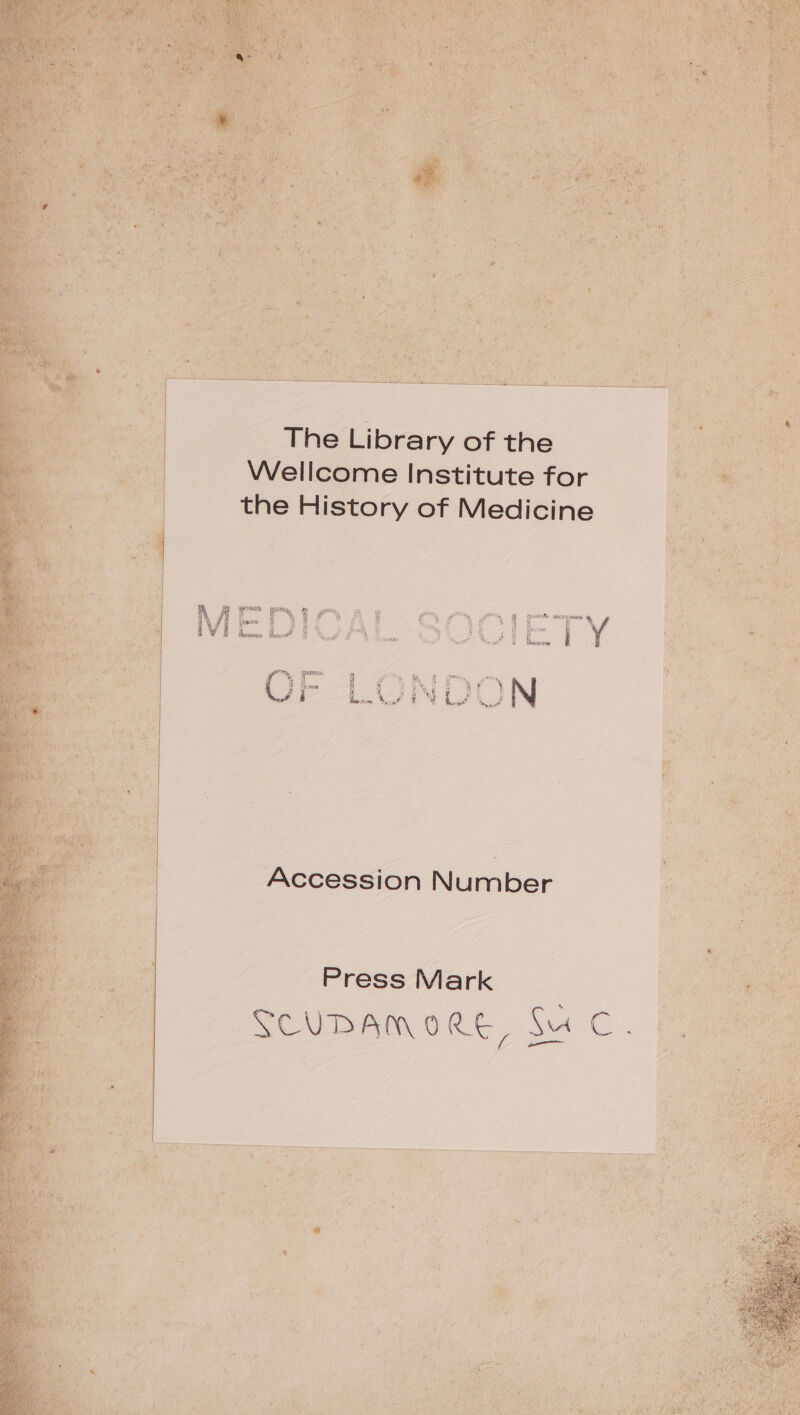 The Library of the
Wellcome Institute for
the History of Medicine
MEDICAL SOCIETY
OF LONDON
Accession Number
Press Mark
SCUDAMORE, Sir C.